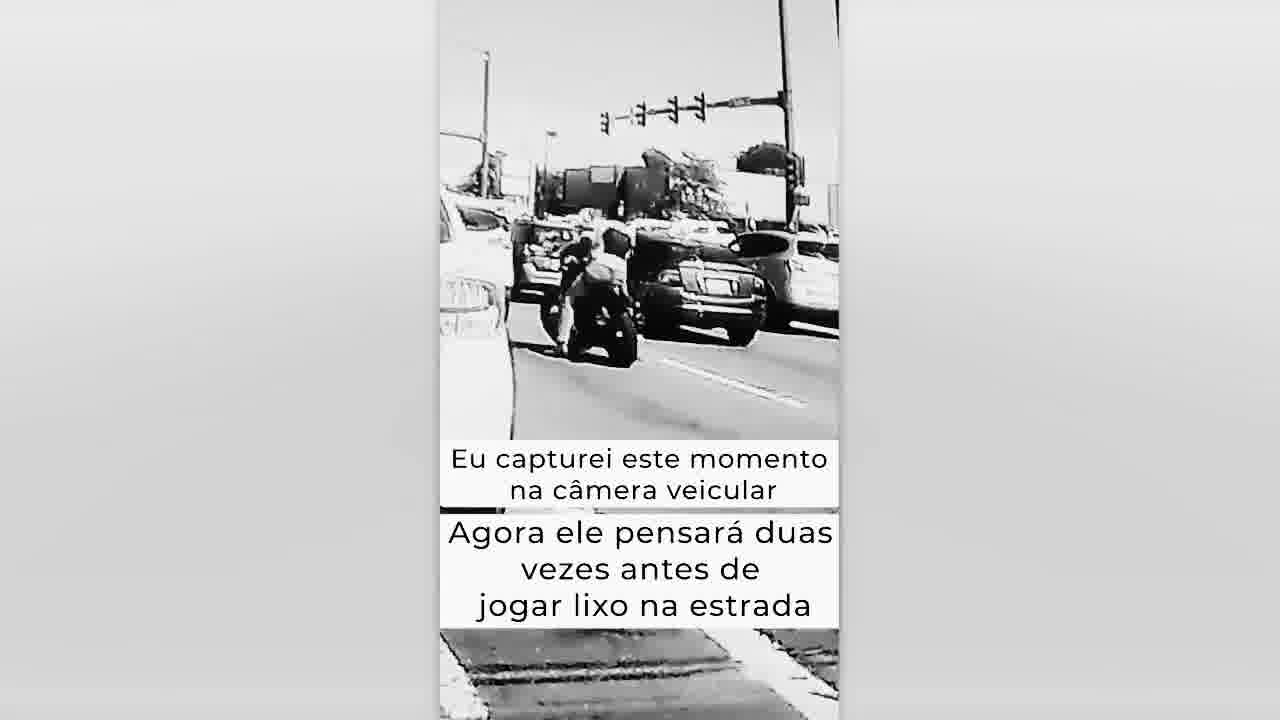 Eu capturei este momento
na câmera veicular
Agora ele pensará duas
vezes antes de
jogar lixo na estrada